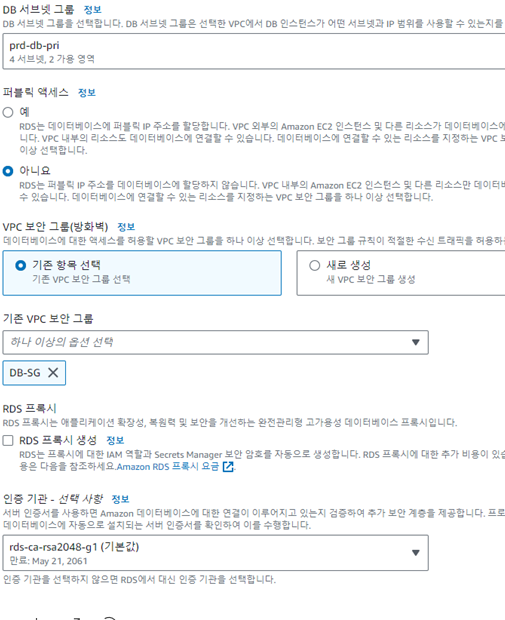 DB 서브넷 그룹 정보
DB 서브넷 그룹을 선택합니다. DB 서브넷 그룹은 선택한 VPC에서 DB 인스턴스가 어떤 서브넷과 IP 범위를 사용할 수 있는지를
prd-db-pri
4 서브넷, 2 가용 영역
퍼블릭 액세스 정보
예
RDS는 데이터베이스에 퍼블릭 IP 주소를 할당합니다. VPC 외부의 Amazon EC2 인스턴스 및 다른 리소스가 데이터베이스에
니다. VPC 내부의 리소스도 데이터베이스에 연결할 수 있습니다. 데이터베이스에 연결할 수 있는 리소스를 지정하는 VPC 보
이상 선택합니다.
아니요
RDS는 퍼블릭 IP 주소를 데이터베이스에 할당하지 않습니다. VPC 내부의 Amazon EC2 인스턴스 및 다른 리소스만 데이터베
수 있습니다. 데이터베이스에 연결할 수 있는 리소스를 지정하는 VPC 보안 그룹을 하나 이상 선택합니다.
VPC 보안 그룹(방화벽) 정보
데이터베이스에 대한 액세스를 허용할 VPC 보안 그룹을 하나 이상 선택합니다. 보안 그룹 규칙이 적절한 수신 트래픽을 허용하
기존 항목 선택
기존 VPC 보안 그룹 선택
새로 생성
새 VPC 보안 그룹 생성
기존 VPC 보안 그룹
하나 이상의 옵션 선택
DB-SG
RDS 프록시
RDS 프록시는 애플리케이션 확장성, 복원력 및 보안을 개선하는 완전관리형 고가용성 데이터베이스 프록시입니다.
RDS 프록시 생성 정보
RDS는 프록시에 대한 IAM 역할과 Secrets Manager 보안 암호를 자동으로 생성합니다. RDS 프록시에 대한 추가 비용이 있습
용은 다음을 참조하세요.Amazon RDS 프록시 요금
인증 기관 - 선택 사항 정보
서버 인증서를 사용하면 Amazon 데이터베이스에 대한 연결이 이루어지고 있는지 검증하여 추가 보안 계층을 제공합니다. 프로
데이터베이스에 자동으로 설치되는 서버 인증서를 확인하여 이를 수행합니다.
rds-ca-rsa2048-g1 (기본값)
만료: May 21, 2061
인증 기관을 선택하지 않으면 RDS에서 대신 인증 기관을 선택합니다.